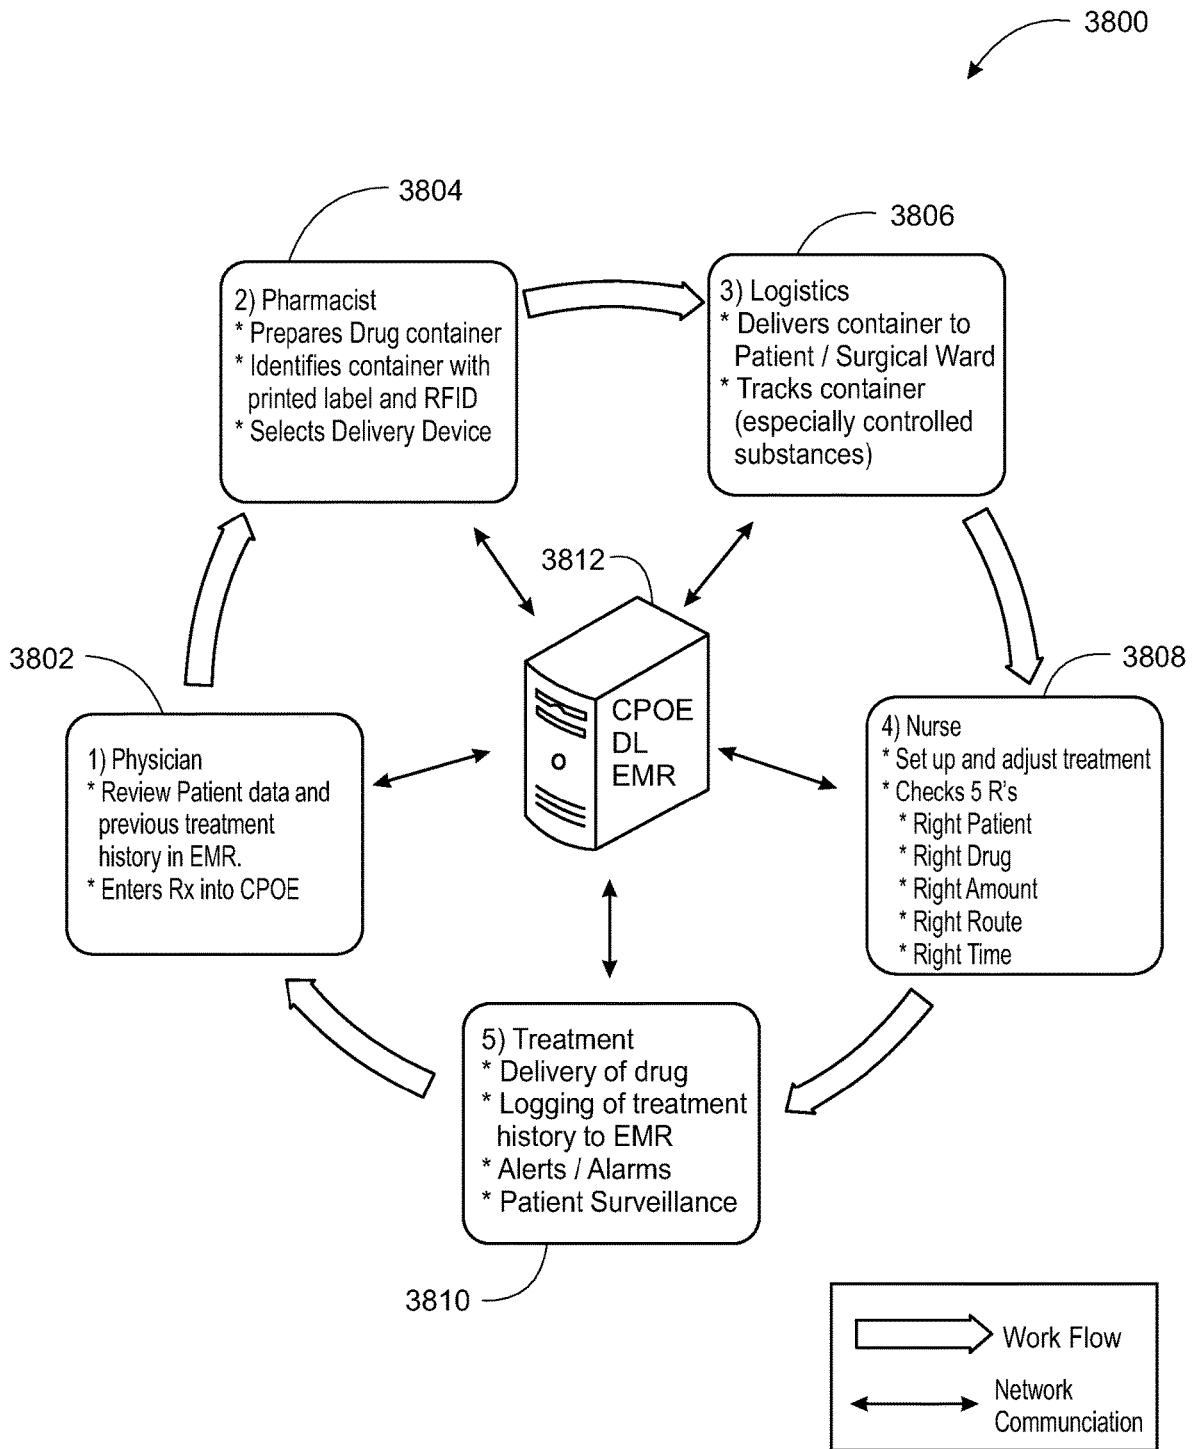 3800
3804
2) Pharmacist
* Prepares Drug container
* Identifies container with
printed label and RFID
* Selects Delivery Device
3806
3) Logistics
* Delivers container to
Patient / Surgical Ward
* Tracks container
(especially controlled
substances)
3812
CPOE
DL
EMR
3802
1) Physician
* Review Patient data and
previous treatment
history in EMR.
* Enters Rx into CPOE
3808
4) Nurse
* Set up and adjust treatment
* Checks 5 R's
* Right Patient
* Right Drug
* Right Amount
* Right Route
* Right Time
5) Treatment
* Delivery of drug
* Logging of treatment
history to EMR
* Alerts / Alarms
* Patient Surveillance
3810
Work Flow
Network
Communciation